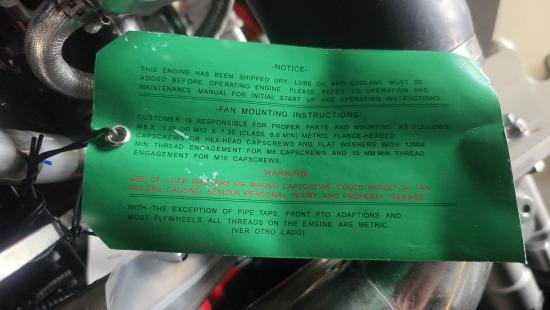 -NOTICE-
THIS ENGINE HAS BEEN SHIPPED DRY. LUBE OIL AND COOLANT MUST BE
ADDED BEFORE OPERATING ENGINE. PLEASE REFER TO OPERATION AND
MAINTENANCE MANUAL FOR INITIAL START UP AND OPERATING INSTRUCTIONS
-FAN MOUNTING INSTRUCTIONS-
CUSTOMER IS RESPONSIBLE FOR PROPER PARTS AND MOUNTING AS FOLLOWS
M8 X 1.25 OR M10 X 1.50 (CLASS 8.8 MIN) METRIC FLANGE-HEADED
CAPSCREWS OR HEX-HEAD CAPSCREWS AND FLAT WASHERS WITH 12MM
MIN. THREAD ENGAGEMENT FOR M8 CAPSCREWS AND 15 MM MIN. THREAD
ENGAGEMENT FOR M10 CAPSCREWS.
WARNING
USE OF LOCK WASHERS OR WRONG CAPSCREWS COULD RESULT IN FAN
FAILURE CAUSING SERIOUS PERSONAL INJURY AND PROPERTY DAMAGE.
WITH THE EXCEPTION OF PIPE TAPS, FRONT PTO ADAPTIONS AND
MOST FLYWHEELS, ALL THREADS ON THE ENGINE ARE METRIC.
(VER OTRO LADO)